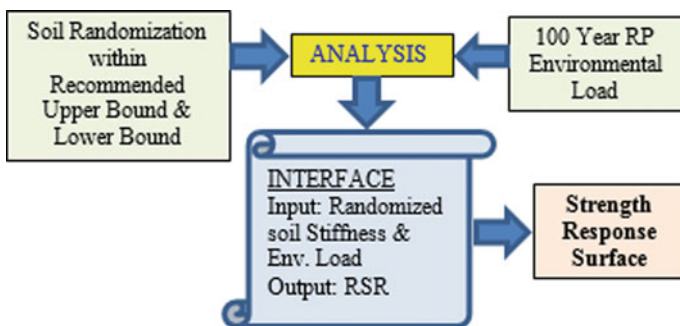 Soil Randomization
within
Recommended
Upper Bound &
Lower Bound
ANALYSIS
100 Year RP
Environmental
Load
INTERFACE
Input: Randomized
soil Stiffness &
Env. Load
Output: RSR
Strength
Response
Surface